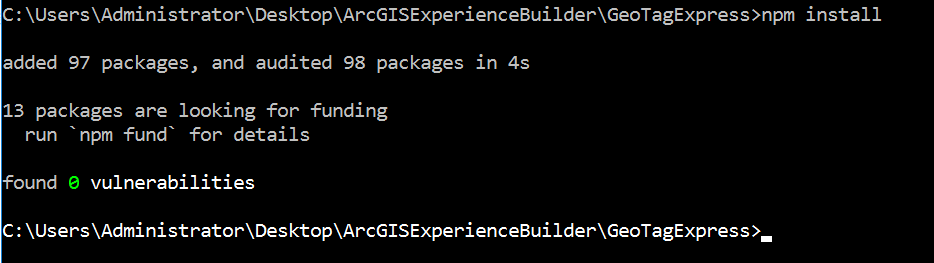 C:\Users\Administrator\Desktop\ArcGISExperienceBuilder\GeoTagExpress>npm install
added 97 packages, and audited 98 packages in 4s
13 packages are looking for funding
  run `npm fund` for details
found 0 vulnerabilities
C:\Users\Administrator\Desktop\ArcGISExperienceBuilder\GeoTagExpress>